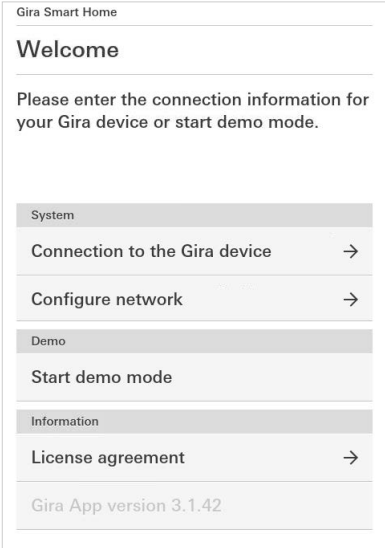 Gira Smart Home
Welcome
Please enter the connection information for
your Gira device or start demo mode.
System
Connection to the Gira device
Configure network
Demo
Start demo mode
Information
License agreement
Gira App version 3.1.42